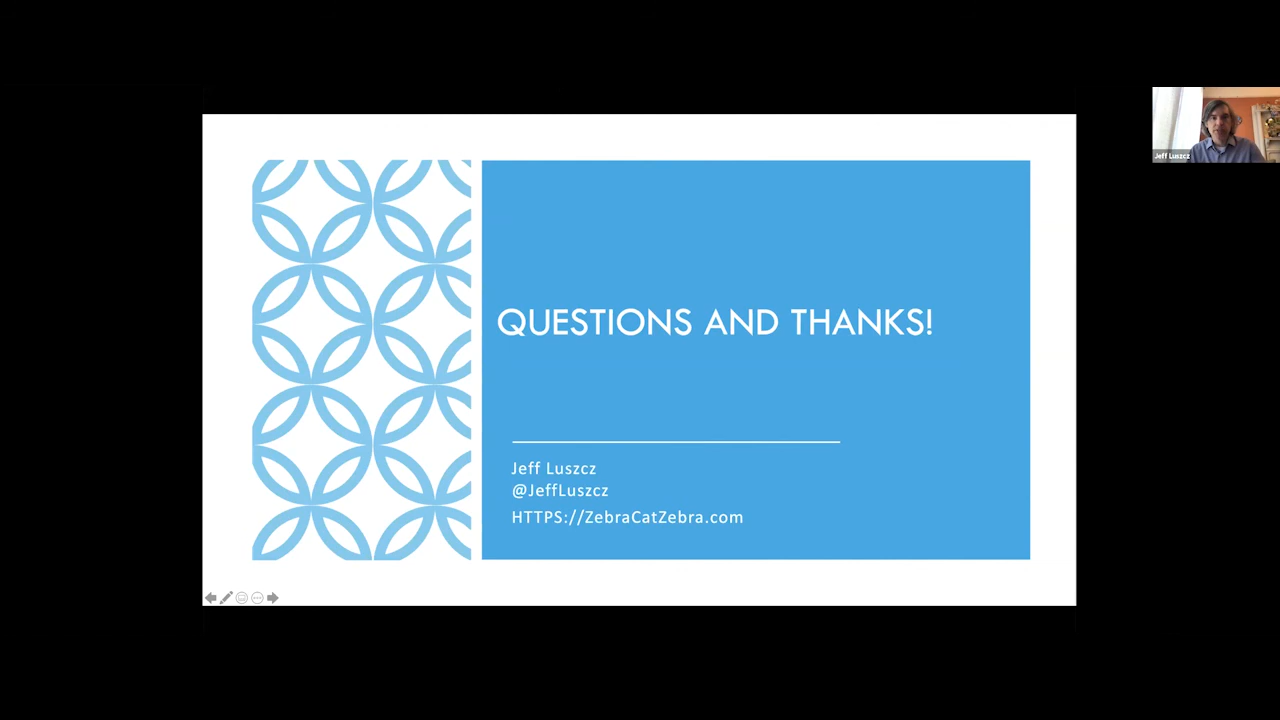 QUESTIONS AND THANKS!
Jeff Luszcz
@JeffLuszcz
HTTPS://ZebraCatZebra.com
Jeff Luszcz